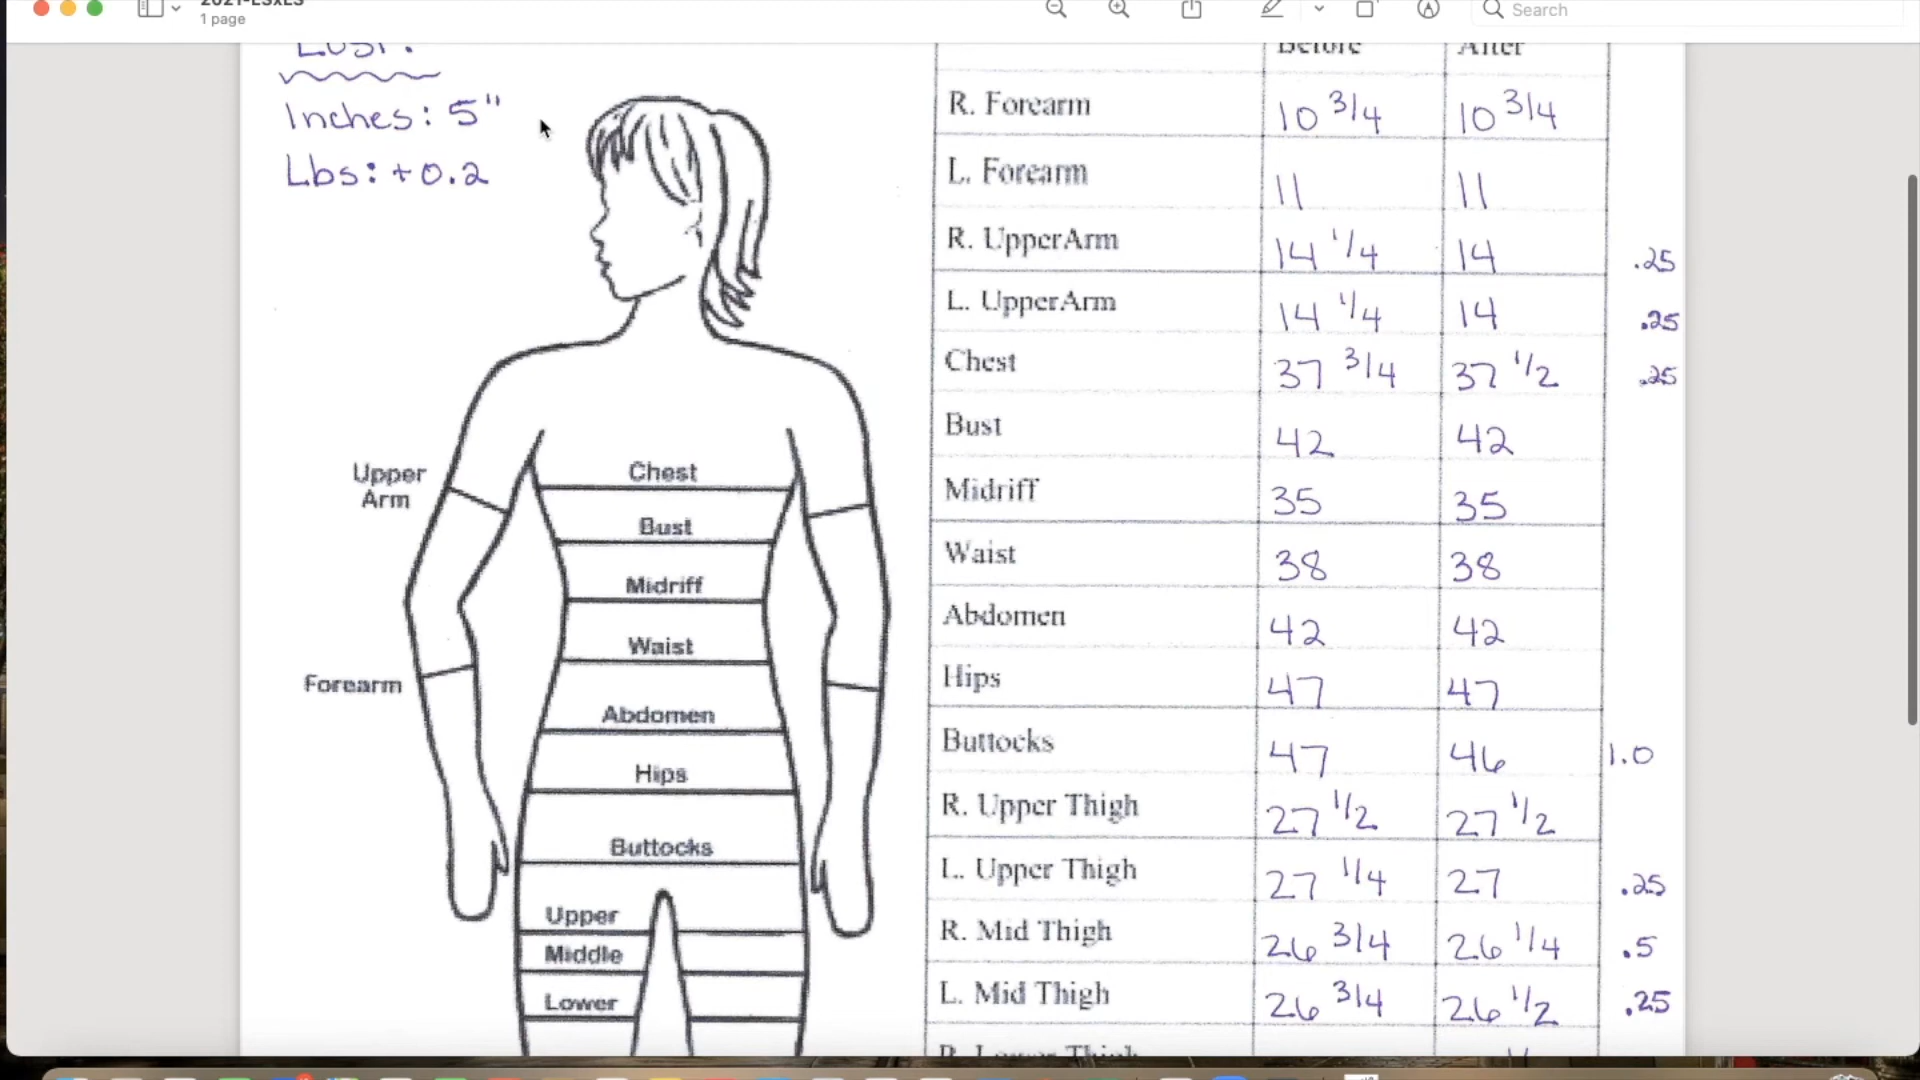 2021-ESXLS
1 page
Search
Lost:
Inches: 5"
Lbs: +0.2
Upper
Arm
Forearm
Chest
Bust
Midriff
Waist
Abdomen
Hips
Buttocks
Upper
Middle
Lower
Before After
R. Forearm 10 3/4 10 3/4
L. Forearm 11 11
R. UpperArm 14 1/4 14 .25
L. UpperArm 14 1/4 14 .25
Chest 37 3/4 37 1/2 .25
Bust 42 42
Midriff 35 35
Waist 38 38
Abdomen 42 42
Hips 47 47
Buttocks 47 46 1.0
R. Upper Thigh 27 1/2 27 1/2
L. Upper Thigh 27 1/4 27 .25
R. Mid Thigh 26 3/4 26 1/4 .5
L. Mid Thigh 26 3/4 26 1/2 .25
R. Lower Thigh